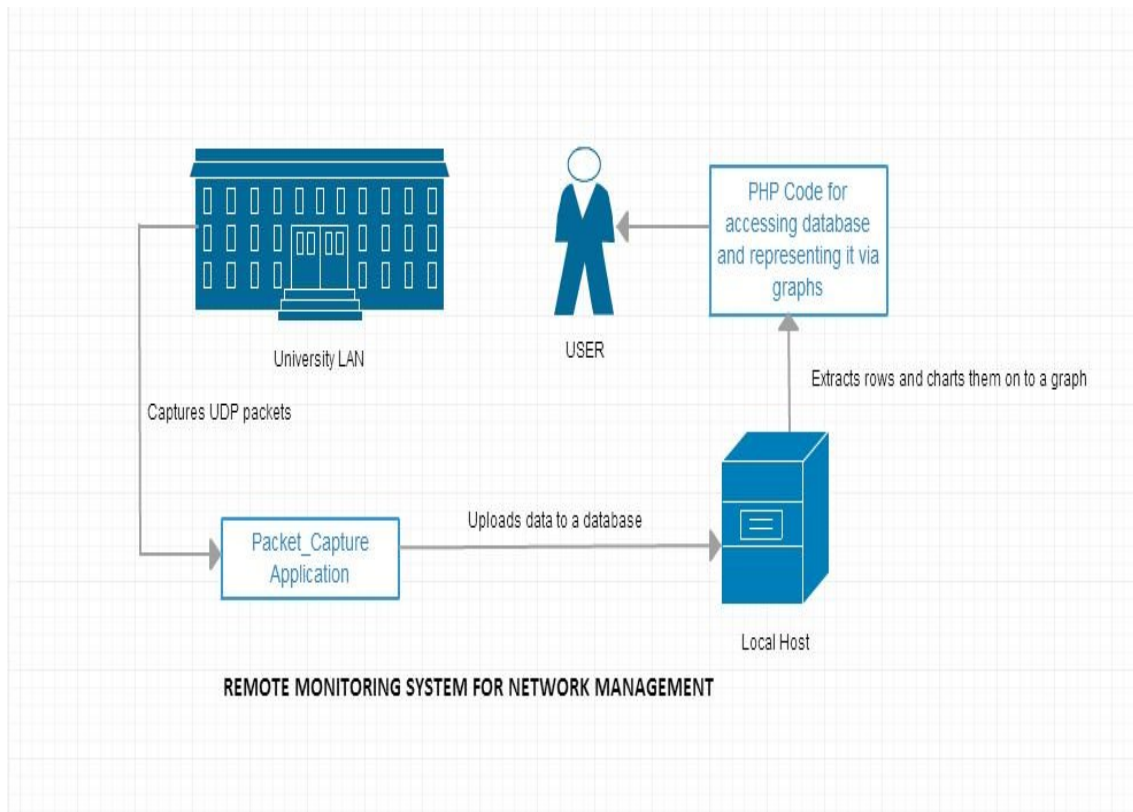 PHP Code for
accessing database
and representing it via
graphs
University LAN
USER
Extracts rows and charts them on to a graph
Captures UDP packets
Uploads data to a database
Packet_Capture
Application
Local Host
REMOTE MONITORING SYSTEM FOR NETWORK MANAGEMENT